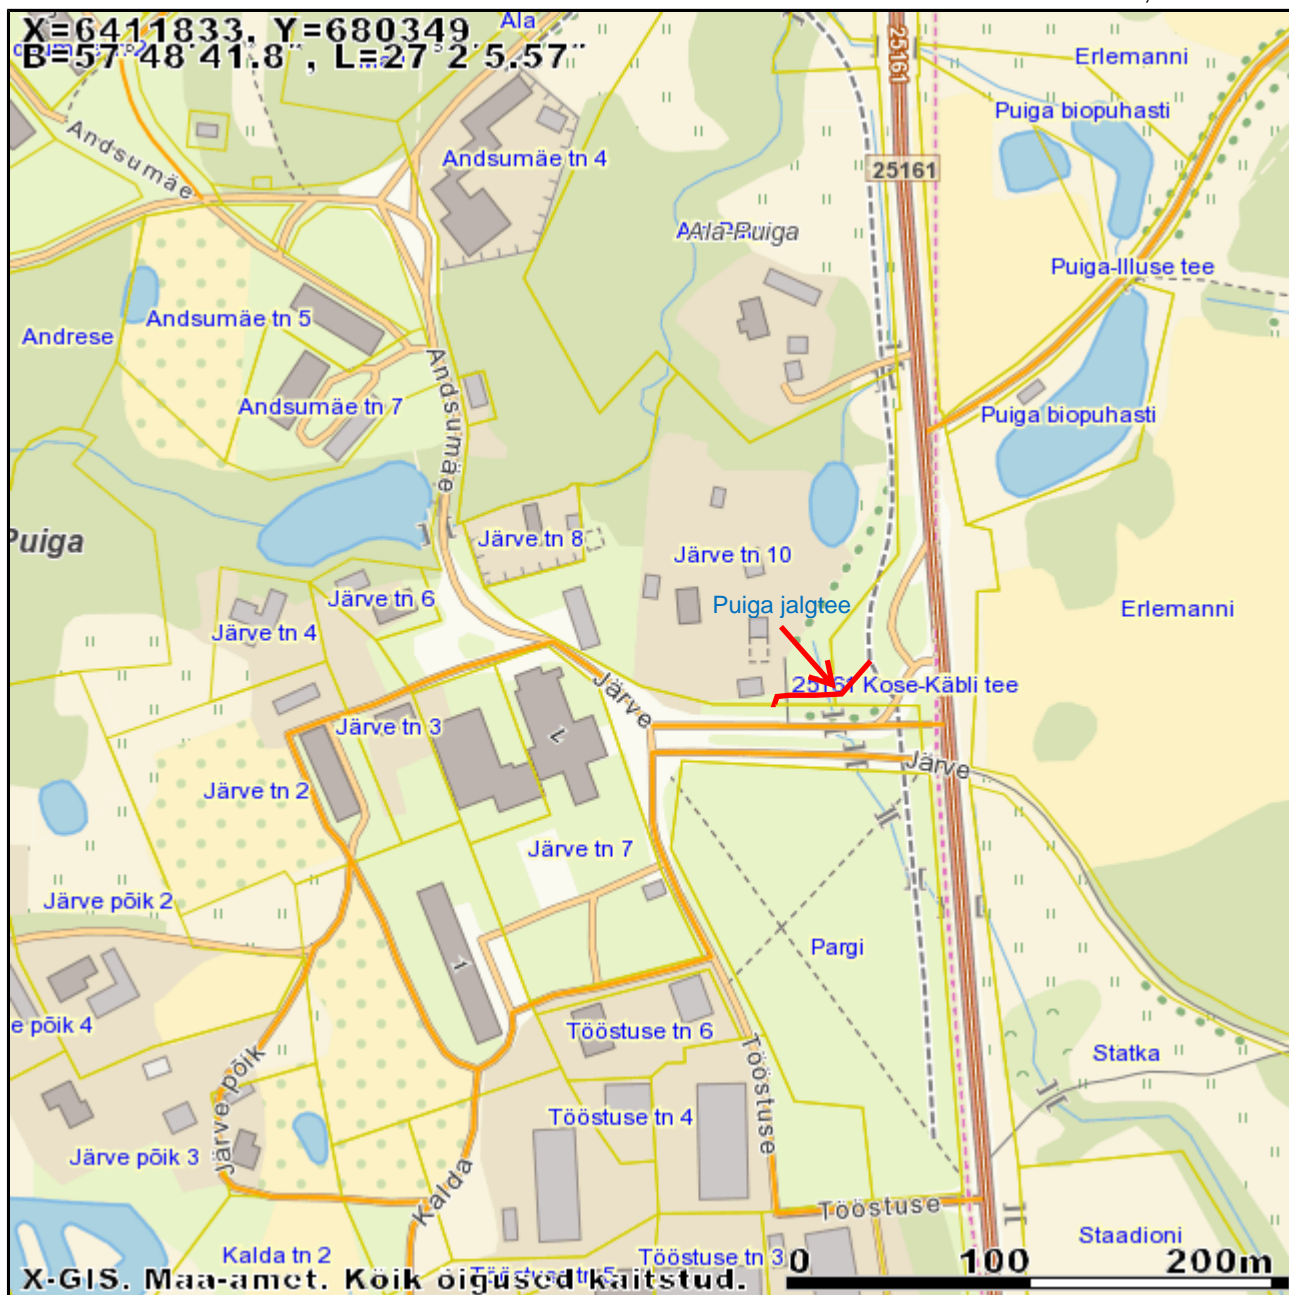 X=6411833, Y=680349
B=57°48'41.8", L=27°2'5.57"
Ala
25161
Erlemanni
Puiga biopuhasti
Andsumäe
Andsumäe tn 4
25161
Ala-Puiga
Puiga-Illuse tee
Andsumäe tn 5
Andrese
Andsumäe
Andsumäe tn 7
Puiga biopuhasti
Puiga
Järve tn 8
Järve tn 10
Järve tn 6
Puiga jalgtee
Erlemanni
Järve tn 4
25161 Kose-Käbli tee
Järve
Järve tn 3
Järve
Järve tn 2
Järve tn 7
Järve põik 2
Pargi
1
e põik 4
Tööstuse tn 6
Statka
Järve põik
Tööstuse
Tööstuse tn 4
Järve põik 3
Kalda
Tööstuse
Staadioni
Kalda tn 2
Tööstuse tn 3
Tööstuse tn 5
0 100 200m
X-GIS. Maa-amet. Kõik õigused kaitstud.